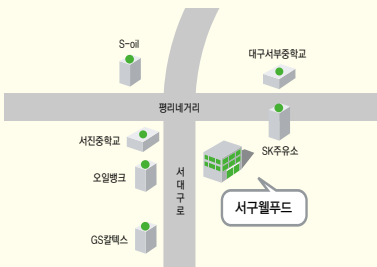 S-oil
대구서부중학교
평리네거리
서진중학교
SK주유소
오일뱅크
서대구로
서구웰푸드
GS칼텍스